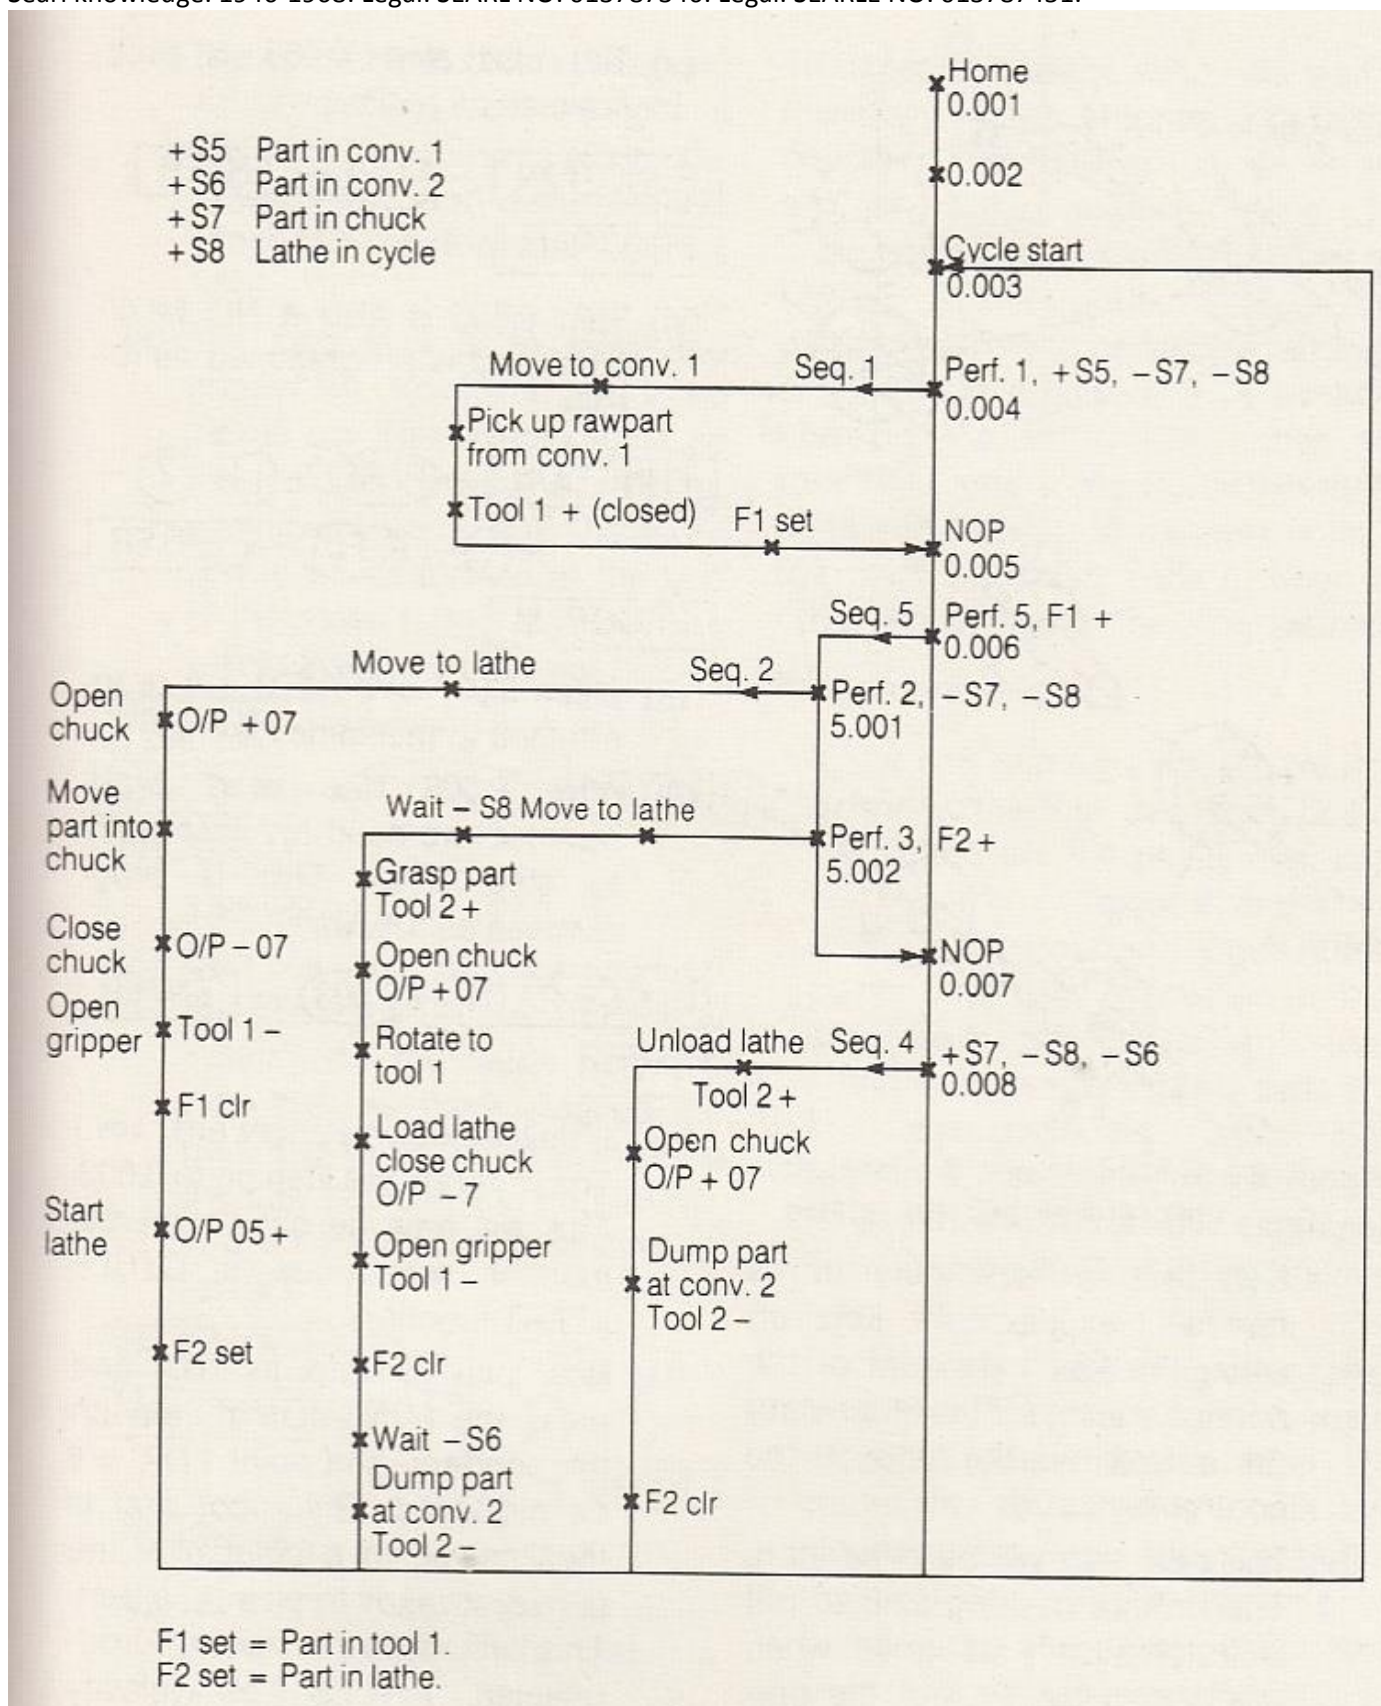 Home
0.001
+S5 Part in conv. 1
+S6 Part in conv. 2
+S7 Part in chuck
+S8 Lathe in cycle
0.002
Cycle start
0.003
Move to conv. 1
Seq. 1
Perf. 1, +S5, −S7, −S8
0.004
Pick up rawpart
from conv. 1
Tool 1 + (closed)
F1 set
NOP
0.005
Seq. 5
Perf. 5, F1 +
0.006
Move to lathe
Seq. 2
Perf. 2, −S7, −S8
5.001
Open
chuck
O/P +07
Move
part into
chuck
Close
chuck
O/P −07
Open
gripper
Tool 1 −
F1 clr
Start
lathe
O/P 05 +
F2 set
Wait − S8 Move to lathe
Perf. 3, F2 +
5.002
Grasp part
Tool 2 +
Open chuck
O/P +07
Rotate to
tool 1
Load lathe
close chuck
O/P −7
Open gripper
Tool 1 −
F2 clr
Wait −S6
Dump part
at conv. 2
Tool 2 −
NOP
0.007
Unload lathe
Seq. 4
+S7, −S8, −S6
0.008
Tool 2 +
Open chuck
O/P + 07
Dump part
at conv. 2
Tool 2 −
F2 clr
F1 set = Part in tool 1.
F2 set = Part in lathe.